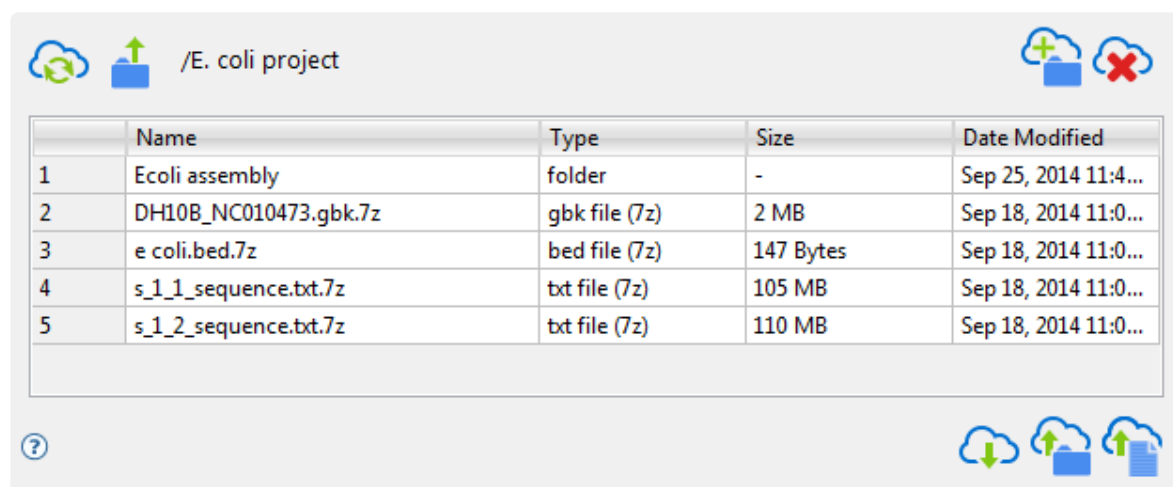 /E. coli project
Name Type Size Date Modified
1 Ecoli assembly folder - Sep 25, 2014 11:4...
2 DH10B_NC010473.gbk.7z gbk file (7z) 2 MB Sep 18, 2014 11:0...
3 e coli.bed.7z bed file (7z) 147 Bytes Sep 18, 2014 11:0...
4 s_1_1_sequence.txt.7z txt file (7z) 105 MB Sep 18, 2014 11:0...
5 s_1_2_sequence.txt.7z txt file (7z) 110 MB Sep 18, 2014 11:0...
?